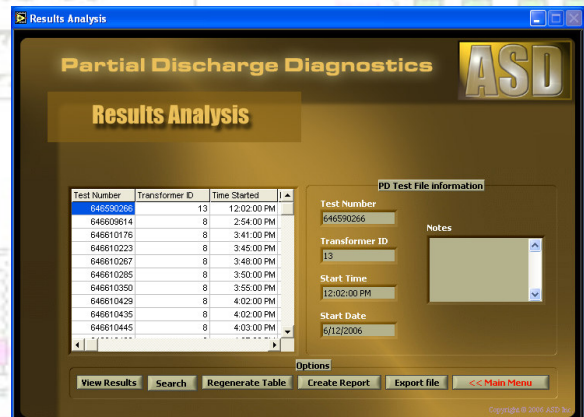 Results Analysis
Partial Discharge Diagnostics
ASD
Results Analysis
Test Number Transformer ID Time Started
646590266 13 12:02:00 PM
646609614 8 2:54:00 PM
646610176 8 3:41:00 PM
646610223 8 3:45:00 PM
646610267 8 3:48:00 PM
646610285 8 3:50:00 PM
646610350 8 3:55:00 PM
646610429 8 4:02:00 PM
646610435 8 4:02:00 PM
646610445 8 4:03:00 PM
PD Test File information
Test Number
646590266
Notes
Transformer ID
13
Start Time
12:02:00 PM
Start Date
6/12/2006
Options
View Results Search Regenerate Table Create Report Export file << Main Menu
Copyright © 2006 ASD